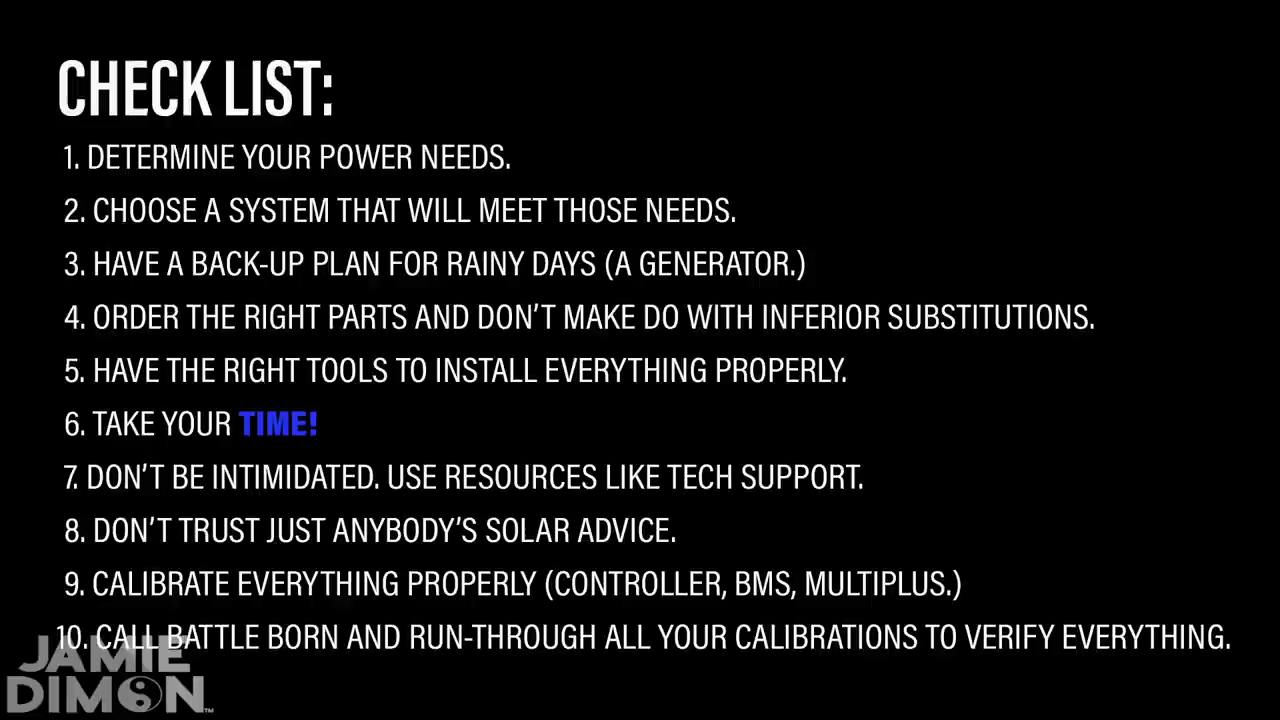 CHECK LIST:
1. DETERMINE YOUR POWER NEEDS.
2. CHOOSE A SYSTEM THAT WILL MEET THOSE NEEDS.
3. HAVE A BACK-UP PLAN FOR RAINY DAYS (A GENERATOR.)
4. ORDER THE RIGHT PARTS AND DON'T MAKE DO WITH INFERIOR SUBSTITUTIONS.
5. HAVE THE RIGHT TOOLS TO INSTALL EVERYTHING PROPERLY.
6. TAKE YOUR TIME!
7. DON'T BE INTIMIDATED. USE RESOURCES LIKE TECH SUPPORT.
8. DON'T TRUST JUST ANYBODY'S SOLAR ADVICE.
9. CALIBRATE EVERYTHING PROPERLY (CONTROLLER, BMS, MULTIPLUS.)
10. CALL BATTLE BORN AND RUN-THROUGH ALL YOUR CALIBRATIONS TO VERIFY EVERYTHING.
JAMIE
DIMON™